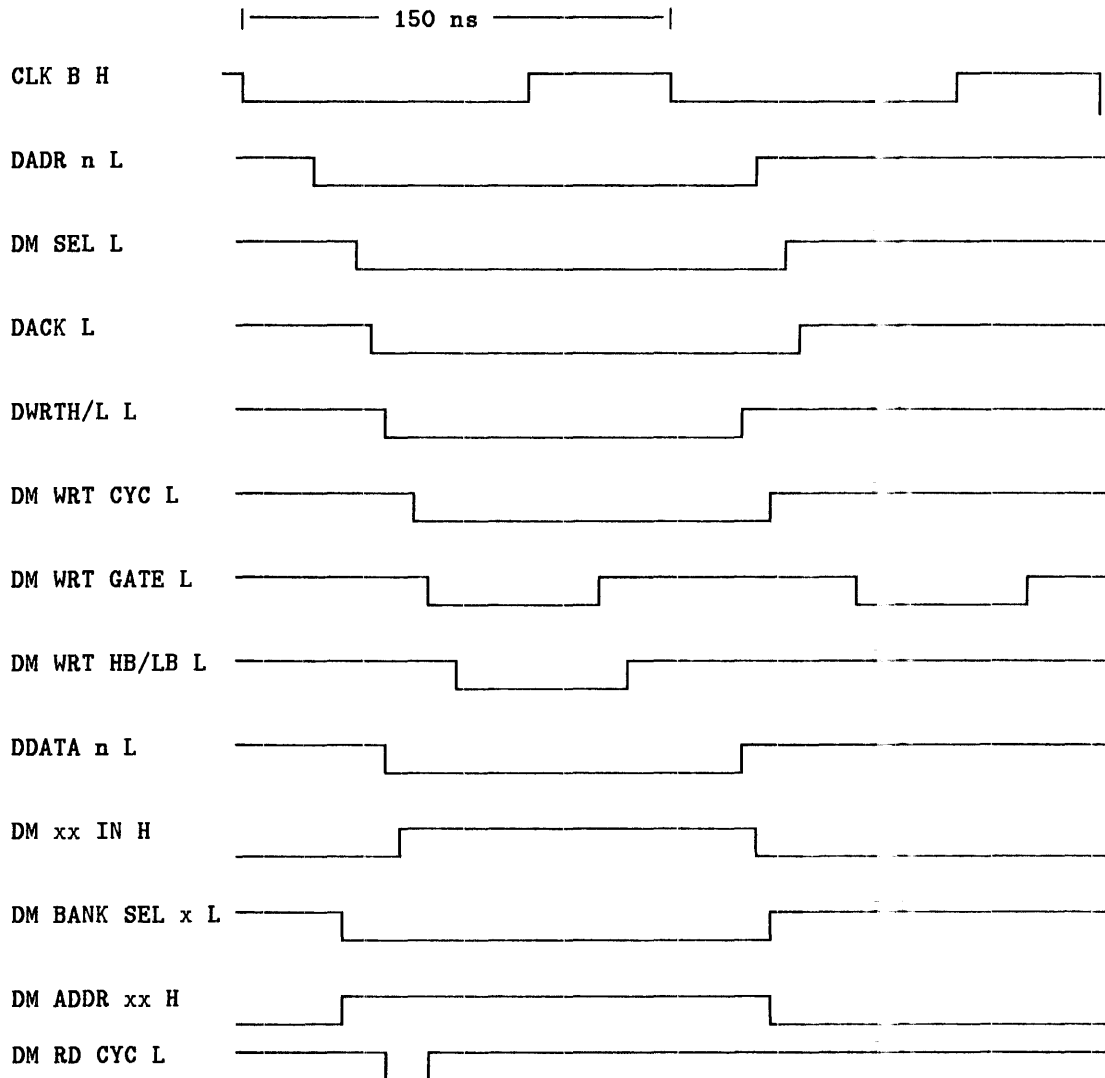 150 ns
CLK B H
DADR n L
DM SEL L
DACK L
DWRTH/L L
DM WRT CYC L
DM WRT GATE L
DM WRT HB/LB L
DDATA n L
DM xx IN H
DM BANK SEL x L
DM ADDR xx H
DM RD CYC L